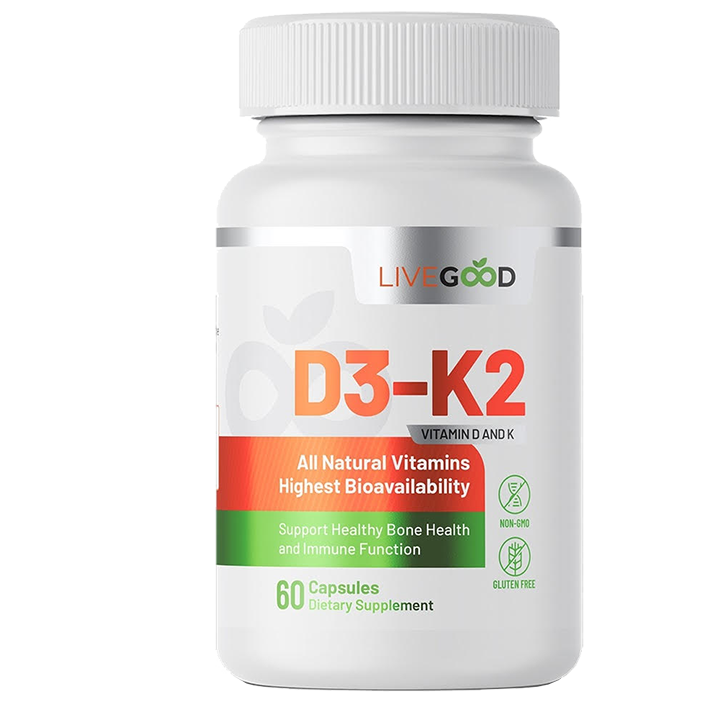 LIVEGOOD
D3-K2
VITAMIN D AND K
All Natural Vitamins
Highest Bioavailability
Support Healthy Bone Health
and Immune Function
NON-GMO
GLUTEN FREE
60 Capsules
Dietary Supplement